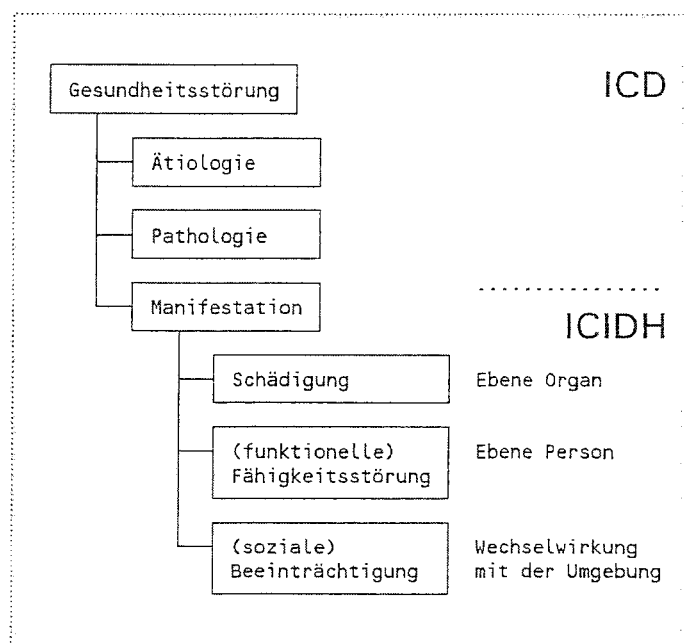 Gesundheitsstörung
ICD
Ätiologie
Pathologie
Manifestation
ICIDH
Schädigung
Ebene Organ
(funktionelle)
Fähigkeitsstörung
Ebene Person
(soziale)
Beeinträchtigung
Wechselwirkung
mit der Umgebung